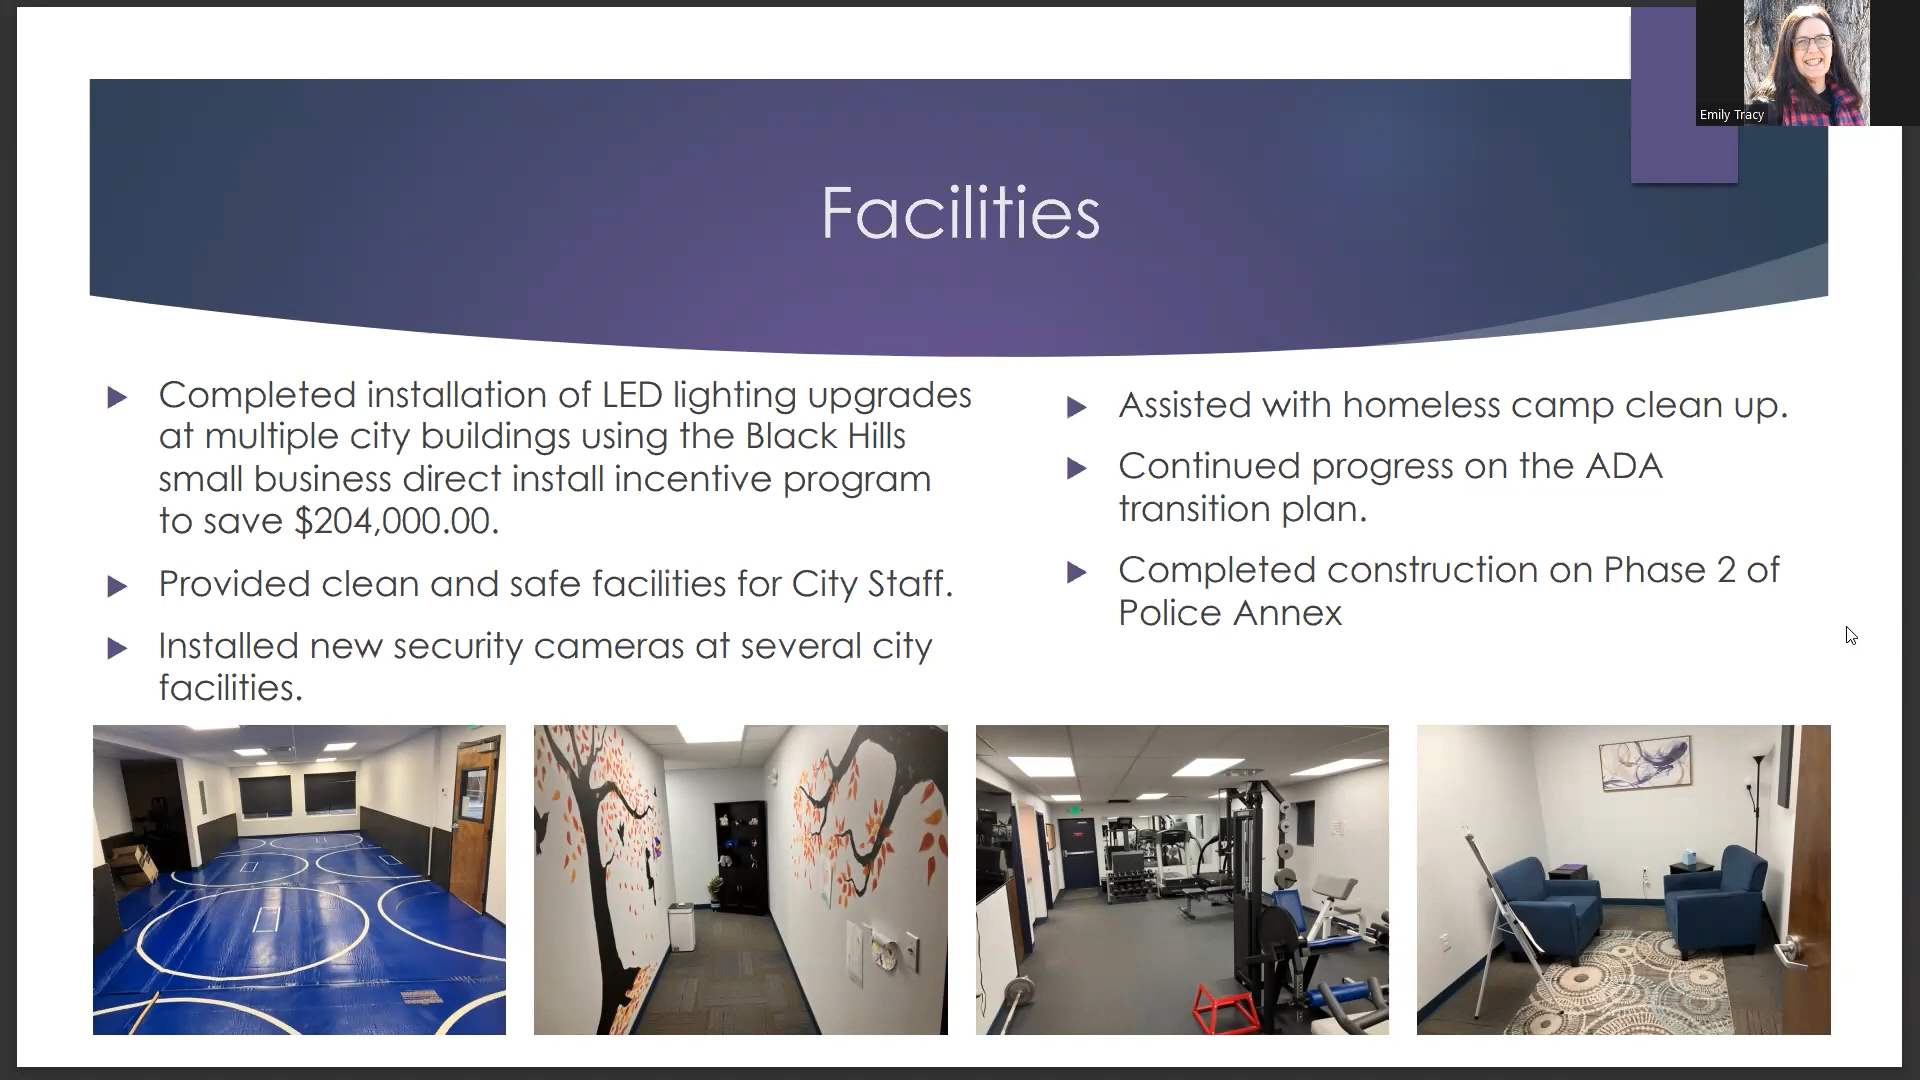 Emily Tracy
Facilities
Completed installation of LED lighting upgrades
at multiple city buildings using the Black Hills
small business direct install incentive program
to save $204,000.00.
Provided clean and safe facilities for City Staff.
Installed new security cameras at several city
facilities.
Assisted with homeless camp clean up.
Continued progress on the ADA
transition plan.
Completed construction on Phase 2 of
Police Annex